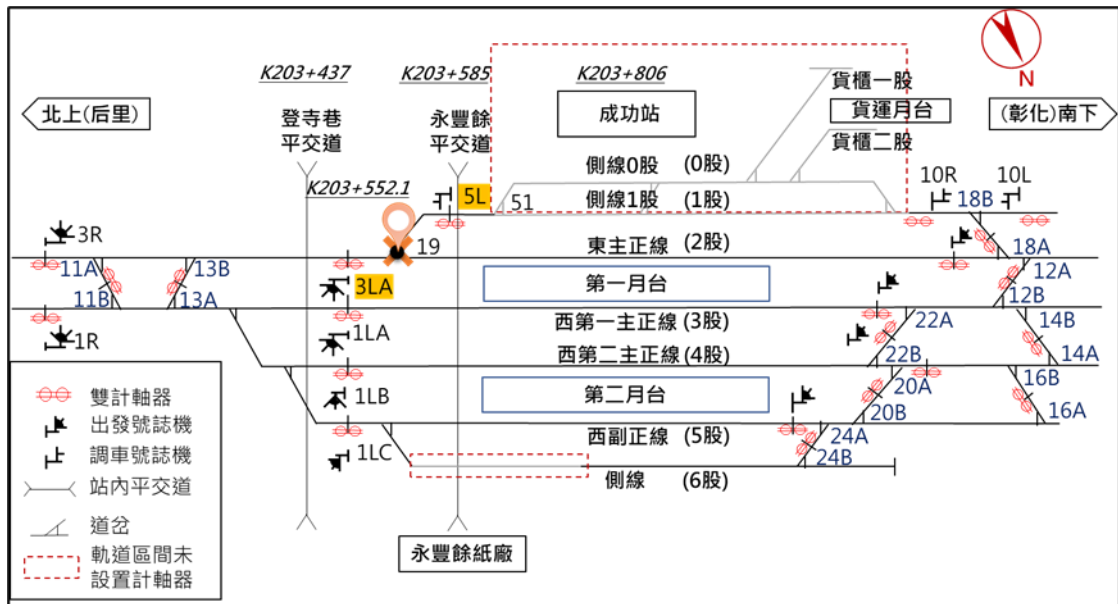 K203+437
K203+585
K203+806
N
北上(后里)
登寺巷
平交道
永豐餘
平交道
成功站
貨櫃一股
貨運月台
貨櫃二股
(彰化)南下
側線0股 (0股)
K203+552.1
5L
51
側線1股 (1股)
10R
10L
18B
3R
19
東主正線 (2股)
18A
11A
13B
3LA
第一月台
12A
11B
13A
12B
1R
1LA
西第一主正線 (3股)
22A
14B
西第二主正線 (4股)
22B
14A
1LB
第二月台
20A
16B
20B
16A
西副正線 (5股)
24A
1LC
24B
側線 (6股)
永豐餘紙廠
雙計軸器
出發號誌機
調車號誌機
站內平交道
道岔
軌道區間未
設置計軸器